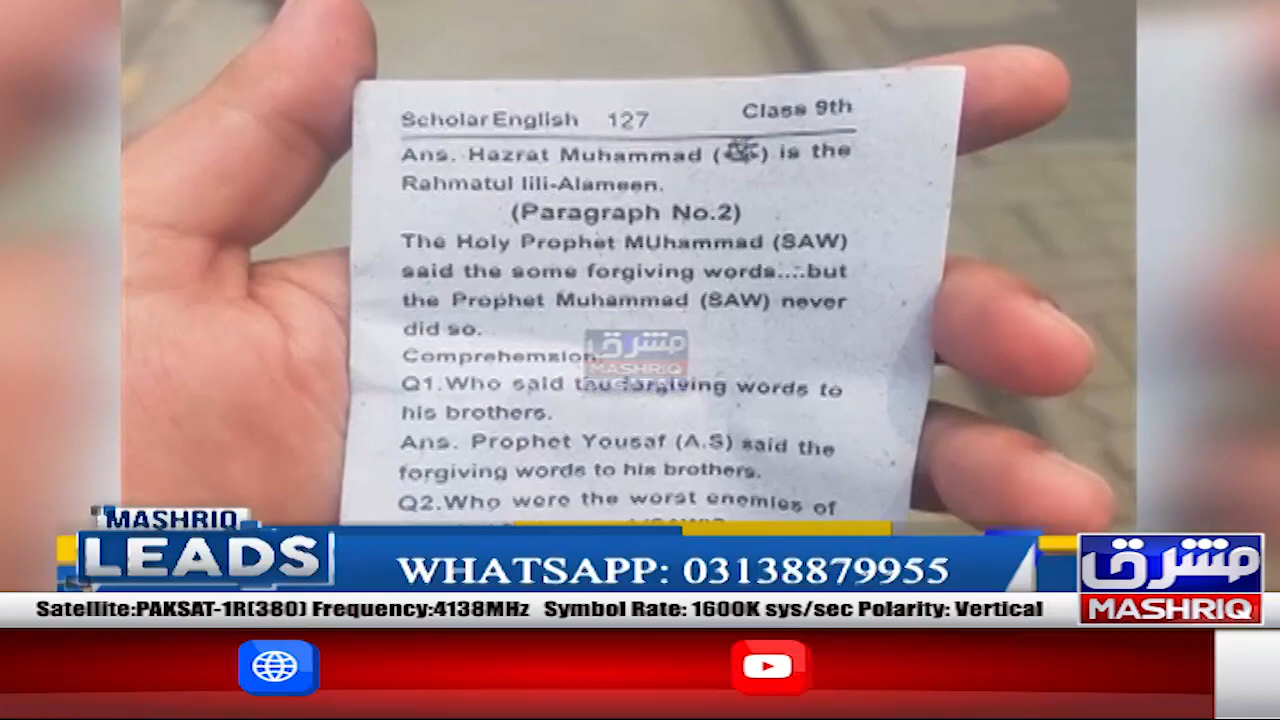 Scholar English 127 Class 9th
Ans. Hazrat Muhammad (ﷺ) is the
Rahmatul lili-Alameen.
(Paragraph No.2)
The Holy Prophet MUhammad (SAW)
said the some forgiving words....but
the Prophet Muhammad (SAW) never
did so.
Comprehemsion.
مشرق
MASHRIQ
Q1.Who said the forgiving words to
his brothers.
Ans. Prophet Yousaf (A.S) said the
forgiving words to his brothers.
Q2.Who were the worst enemies of
MASHRIQ
LEADS
WHATSAPP: 03138879955
مشرق
MASHRIQ
Satellite:PAKSAT-1R(380) Frequency:4138MHz Symbol Rate: 1600K sys/sec Polarity: Vertical